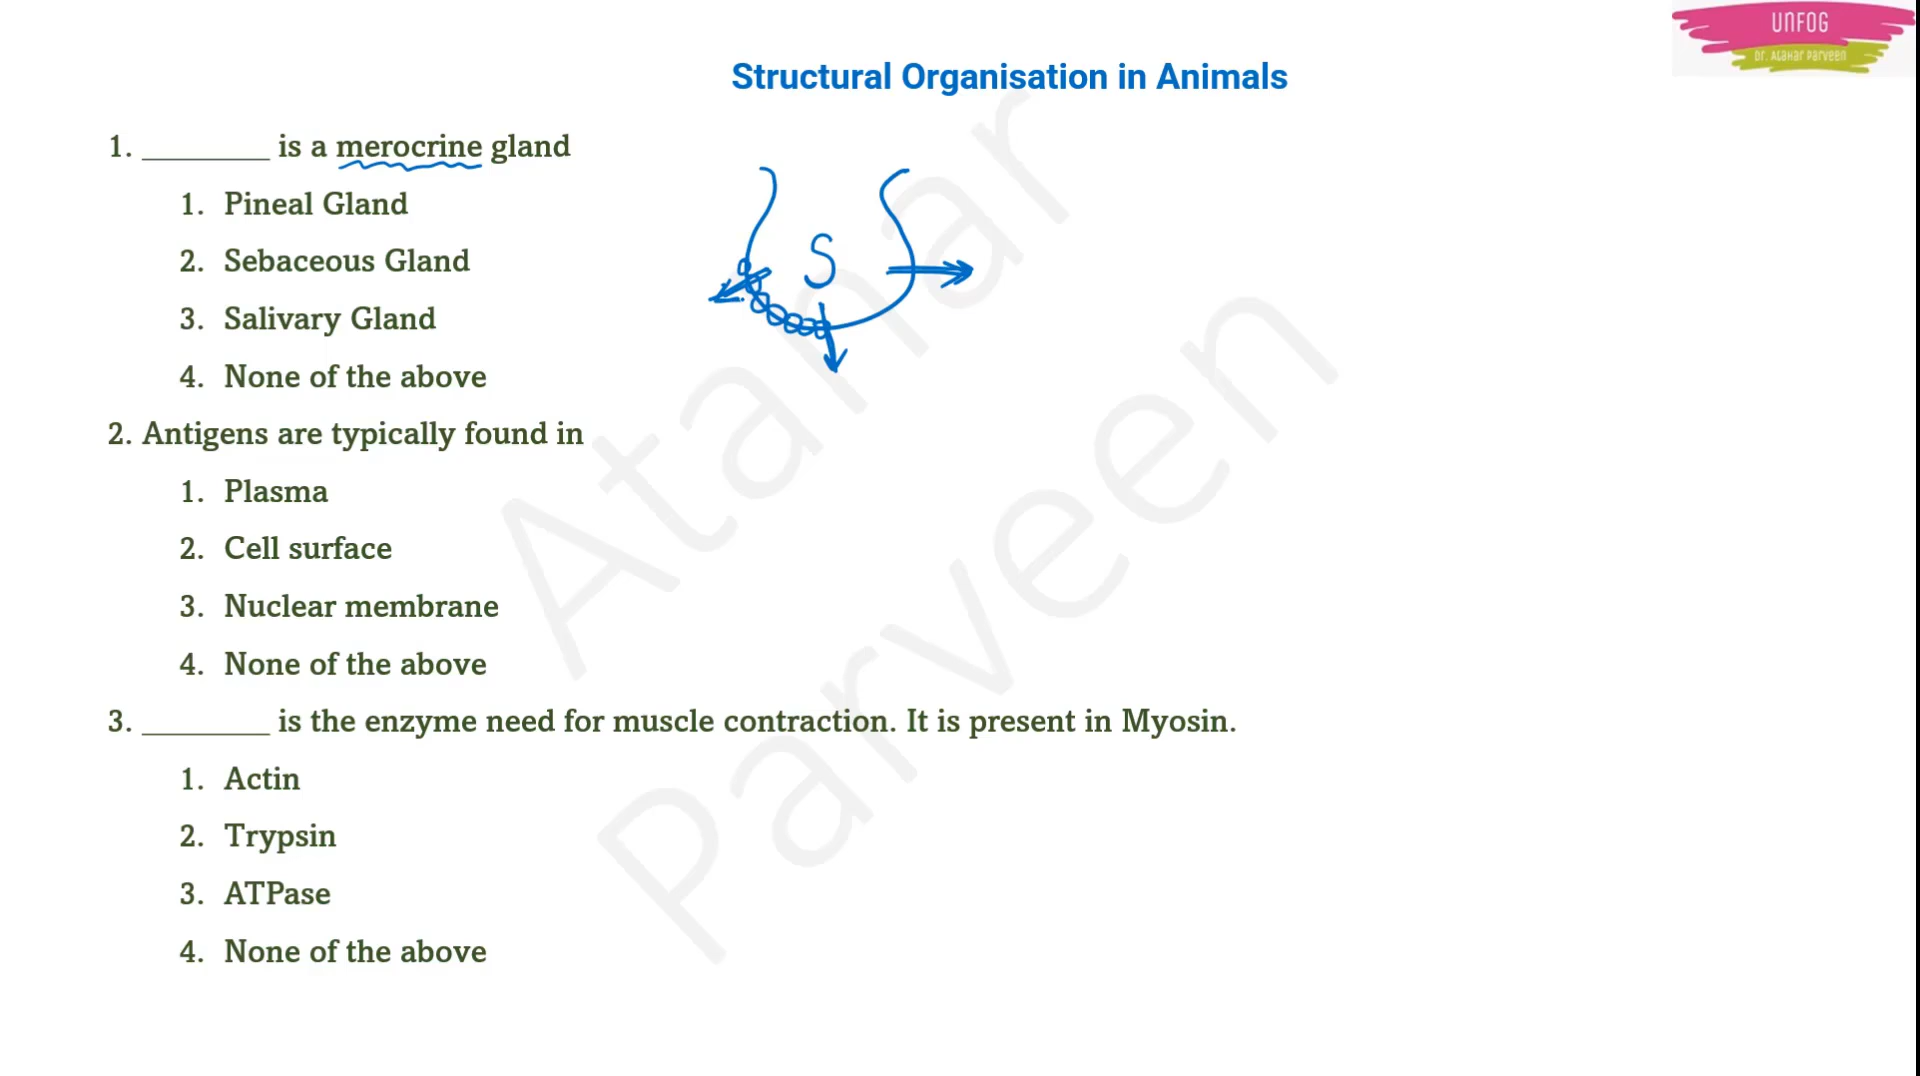 UNFOG
Dr. Atahar Parveen
Structural Organisation in Animals
1. ________ is a merocrine gland
1. Pineal Gland
2. Sebaceous Gland
3. Salivary Gland
4. None of the above
S
2. Antigens are typically found in
1. Plasma
2. Cell surface
3. Nuclear membrane
4. None of the above
3. ________ is the enzyme need for muscle contraction. It is present in Myosin.
1. Actin
2. Trypsin
3. ATPase
4. None of the above
Atahar
Parveen